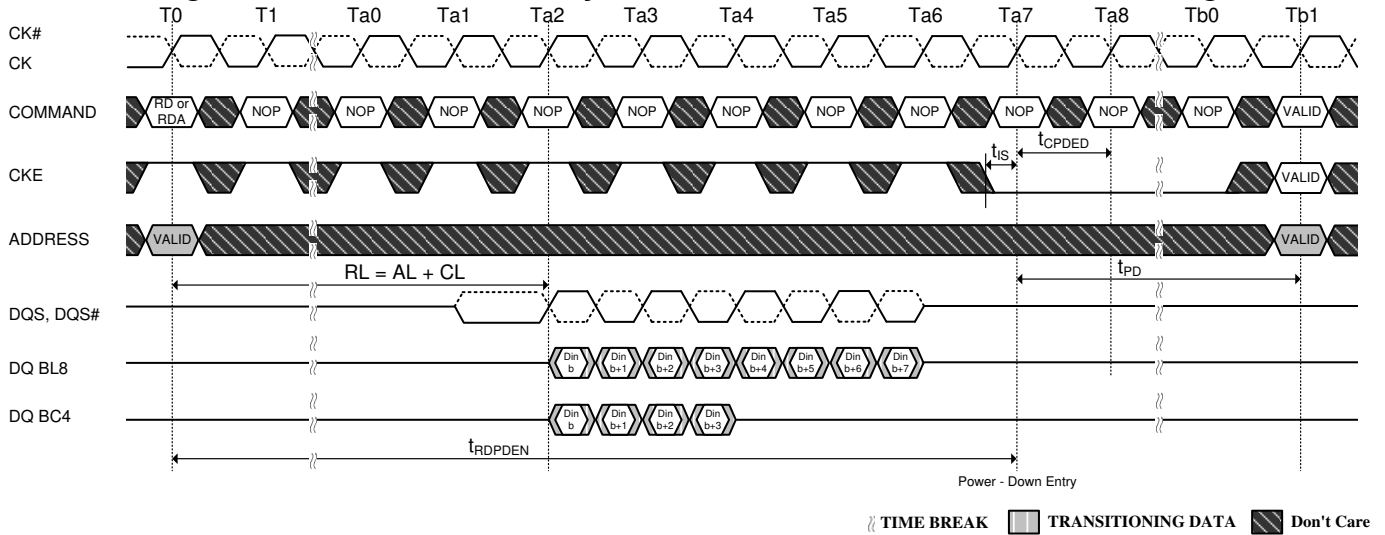 T0 T1 Ta0 Ta1 Ta2 Ta3 Ta4 Ta5 Ta6 Ta7 Ta8 Tb0 Tb1
CK#
CK
COMMAND RD or RDA NOP NOP NOP NOP NOP NOP NOP NOP NOP NOP NOP VALID
tIS tCPDED
CKE VALID
ADDRESS VALID VALID
RL = AL + CL tPD
DQS, DQS#
DQ BL8 Din b Din b+1 Din b+2 Din b+3 Din b+4 Din b+5 Din b+6 Din b+7
DQ BC4 Din b Din b+1 Din b+2 Din b+3
tRDPDEN
Power - Down Entry
TIME BREAK TRANSITIONING DATA Don't Care